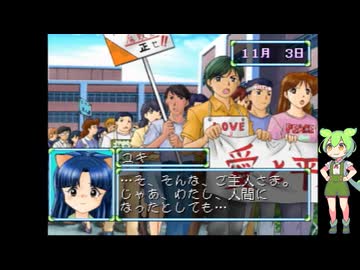 正じ!!
11月 3日
LOVE
PEACE
愛と平
ユキ
…そ、そんな、ご主人さま。
じゃあ、わたし、人間に
なったとしても…